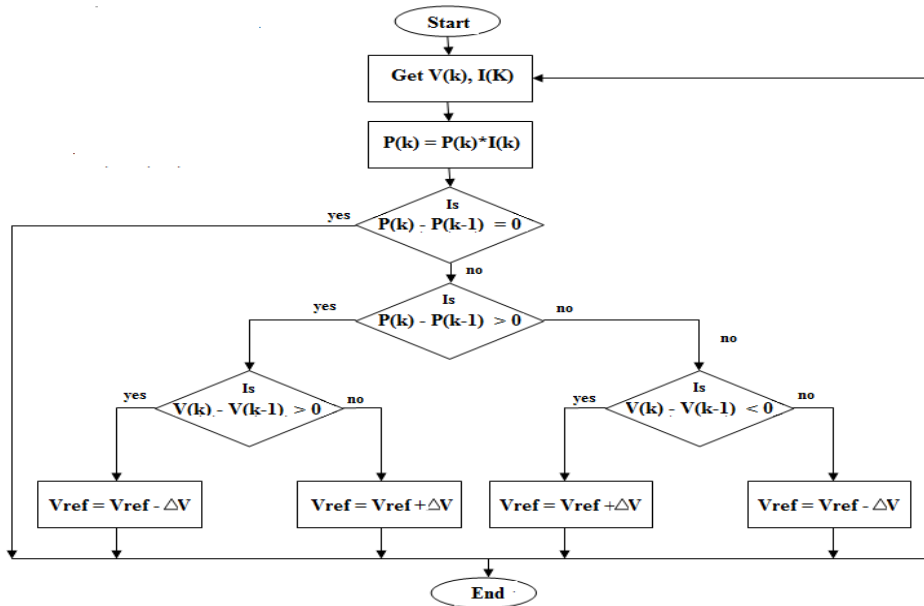 Start
Get V(k), I(K)
P(k) = P(k)*I(k)
yes
Is
P(k) - P(k-1) = 0
no
yes
Is
P(k) - P(k-1) > 0
no
no
yes
Is
V(k) - V(k-1) > 0
no
yes
Is
V(k) - V(k-1) < 0
no
Vref = Vref - △V
Vref = Vref + △V
Vref = Vref +△V
Vref = Vref - △V
End